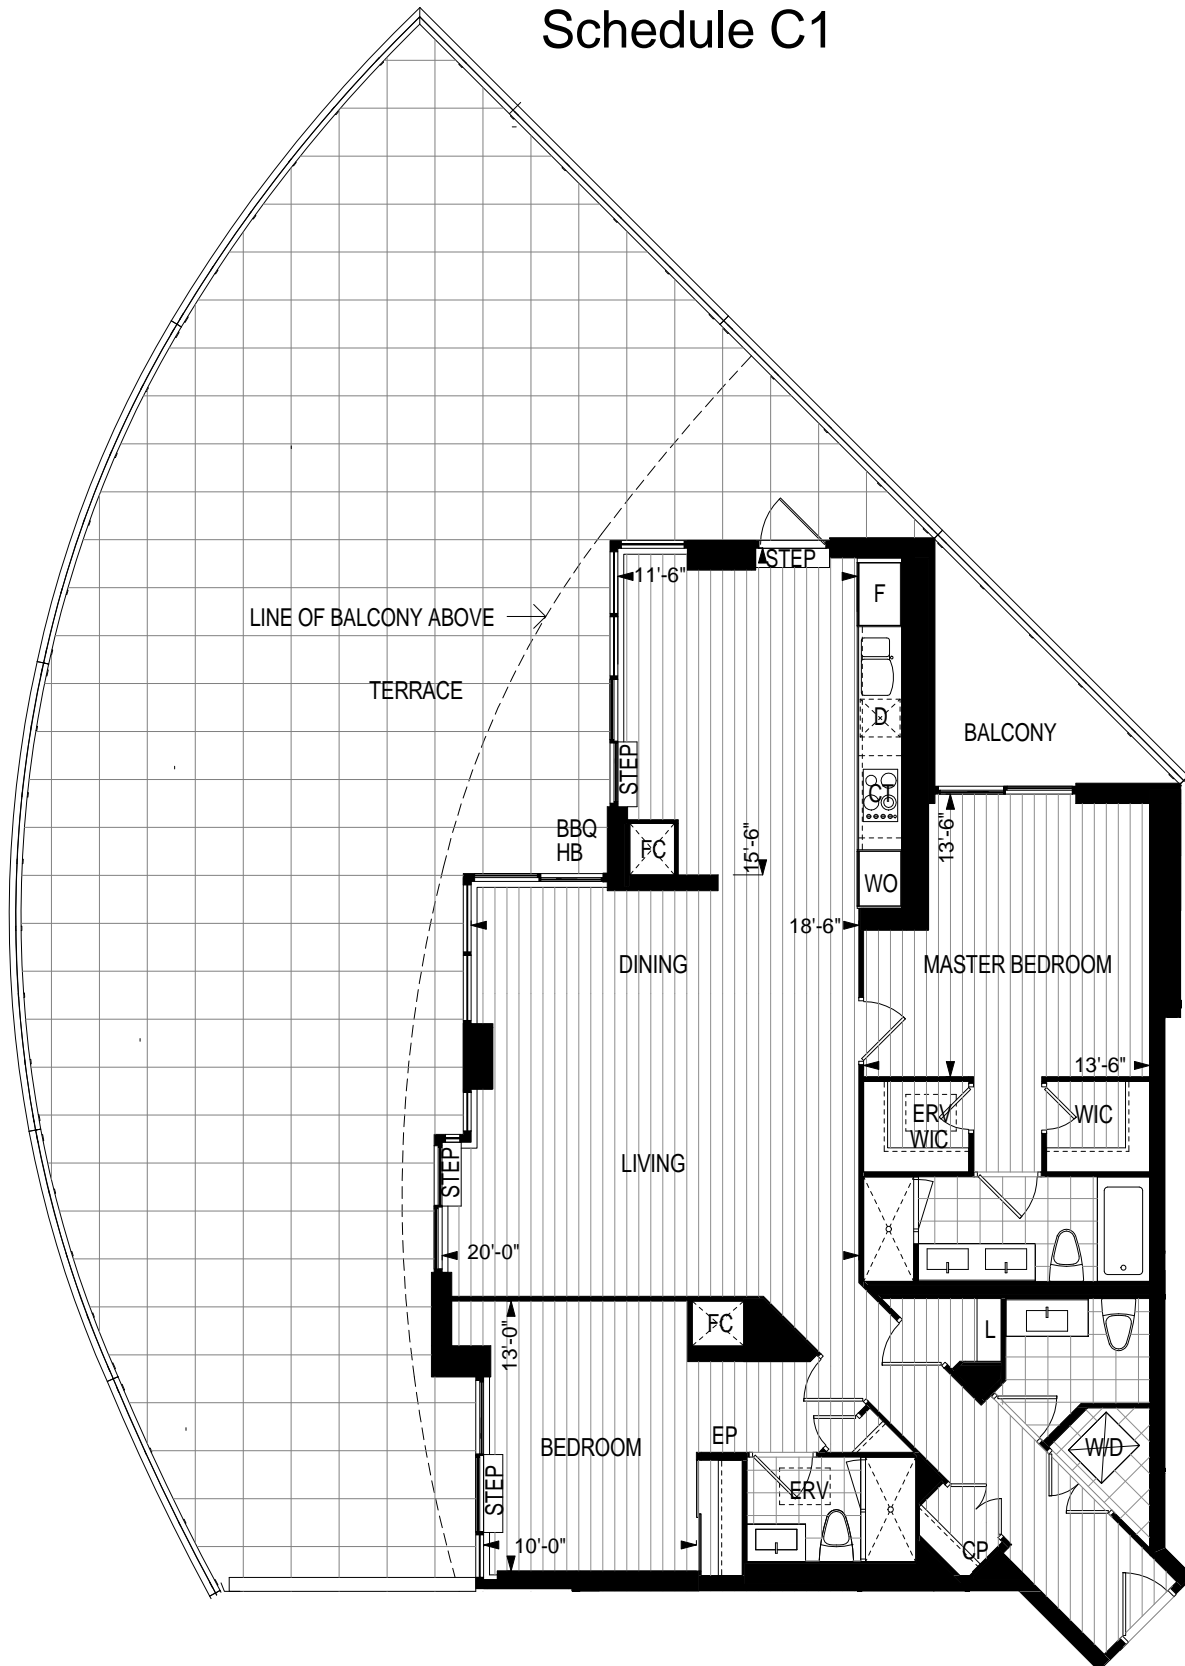 Schedule C1
STEP
11'-6"
F
LINE OF BALCONY ABOVE
TERRACE
D
BALCONY
STEP
CT
BBQ
HB
FC
15'-6"
13'-6"
WO
18'-6"
DINING
MASTER BEDROOM
13'-6"
ERV
WIC
WIC
LIVING
STEP
20'-0"
FC
13'-0"
L
EP
BEDROOM
W/D
STEP
ERV
10'-0"
CP